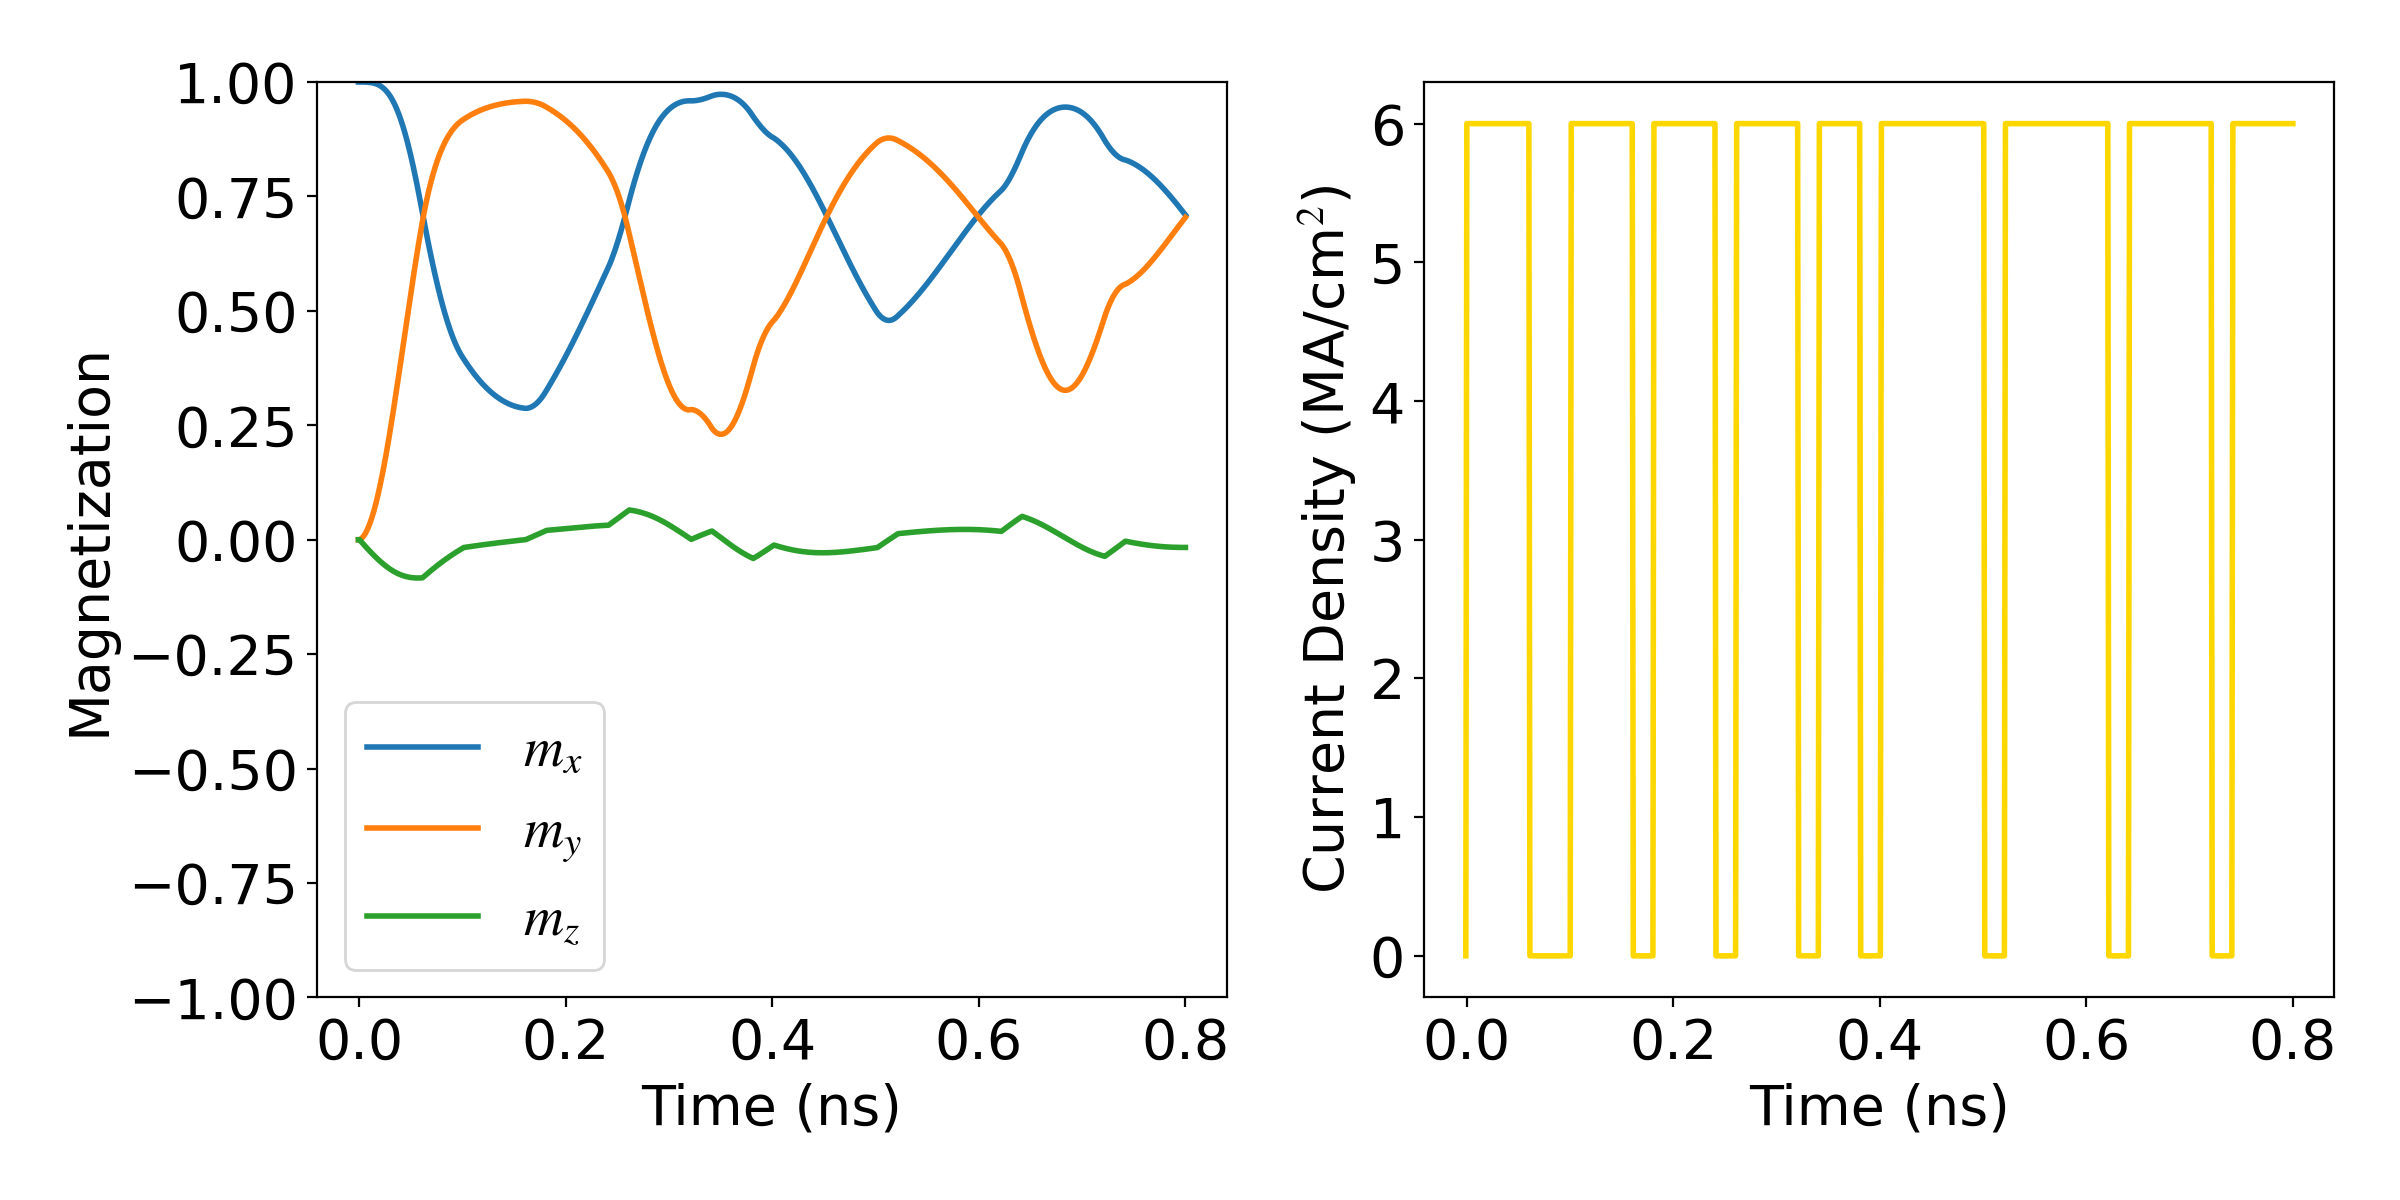 Magnetization
1.00
0.75
0.50
0.25
0.00
−0.25
−0.50
−0.75
−1.00
m_x
m_y
m_z
0.0 0.2 0.4 0.6 0.8
Time (ns)
Current Density (MA/cm²)
6
5
4
3
2
1
0
0.0 0.2 0.4 0.6 0.8
Time (ns)